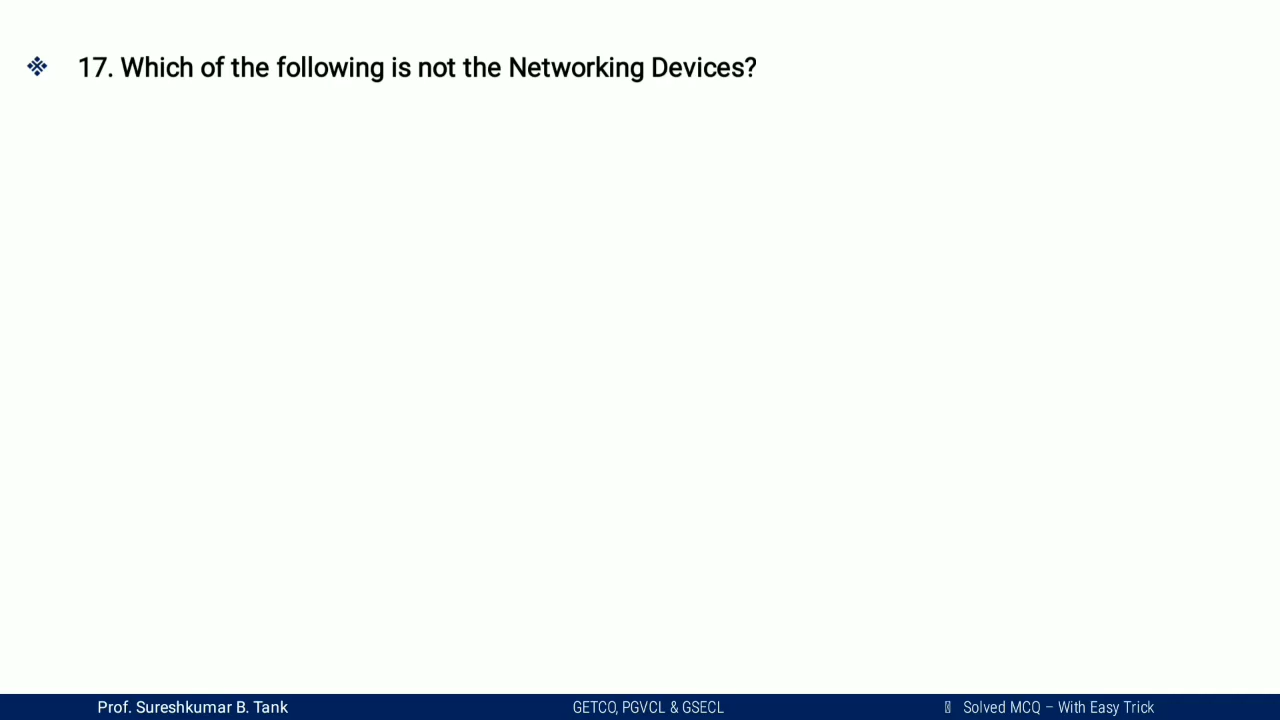 ❖ 17. Which of the following is not the Networking Devices?
Prof. Sureshkumar B. Tank
GETCO, PGVCL & GSECL
Solved MCQ – With Easy Trick